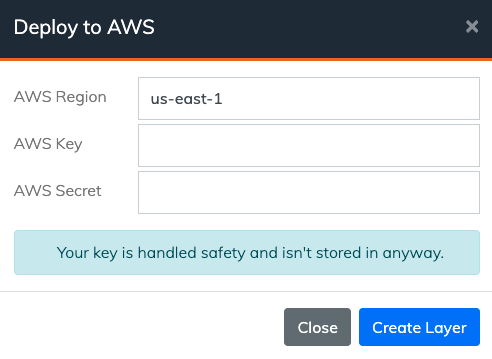 Deploy to AWS ×
AWS Region us-east-1
AWS Key
AWS Secret
Your key is handled safety and isn't stored in anyway.
Close Create Layer